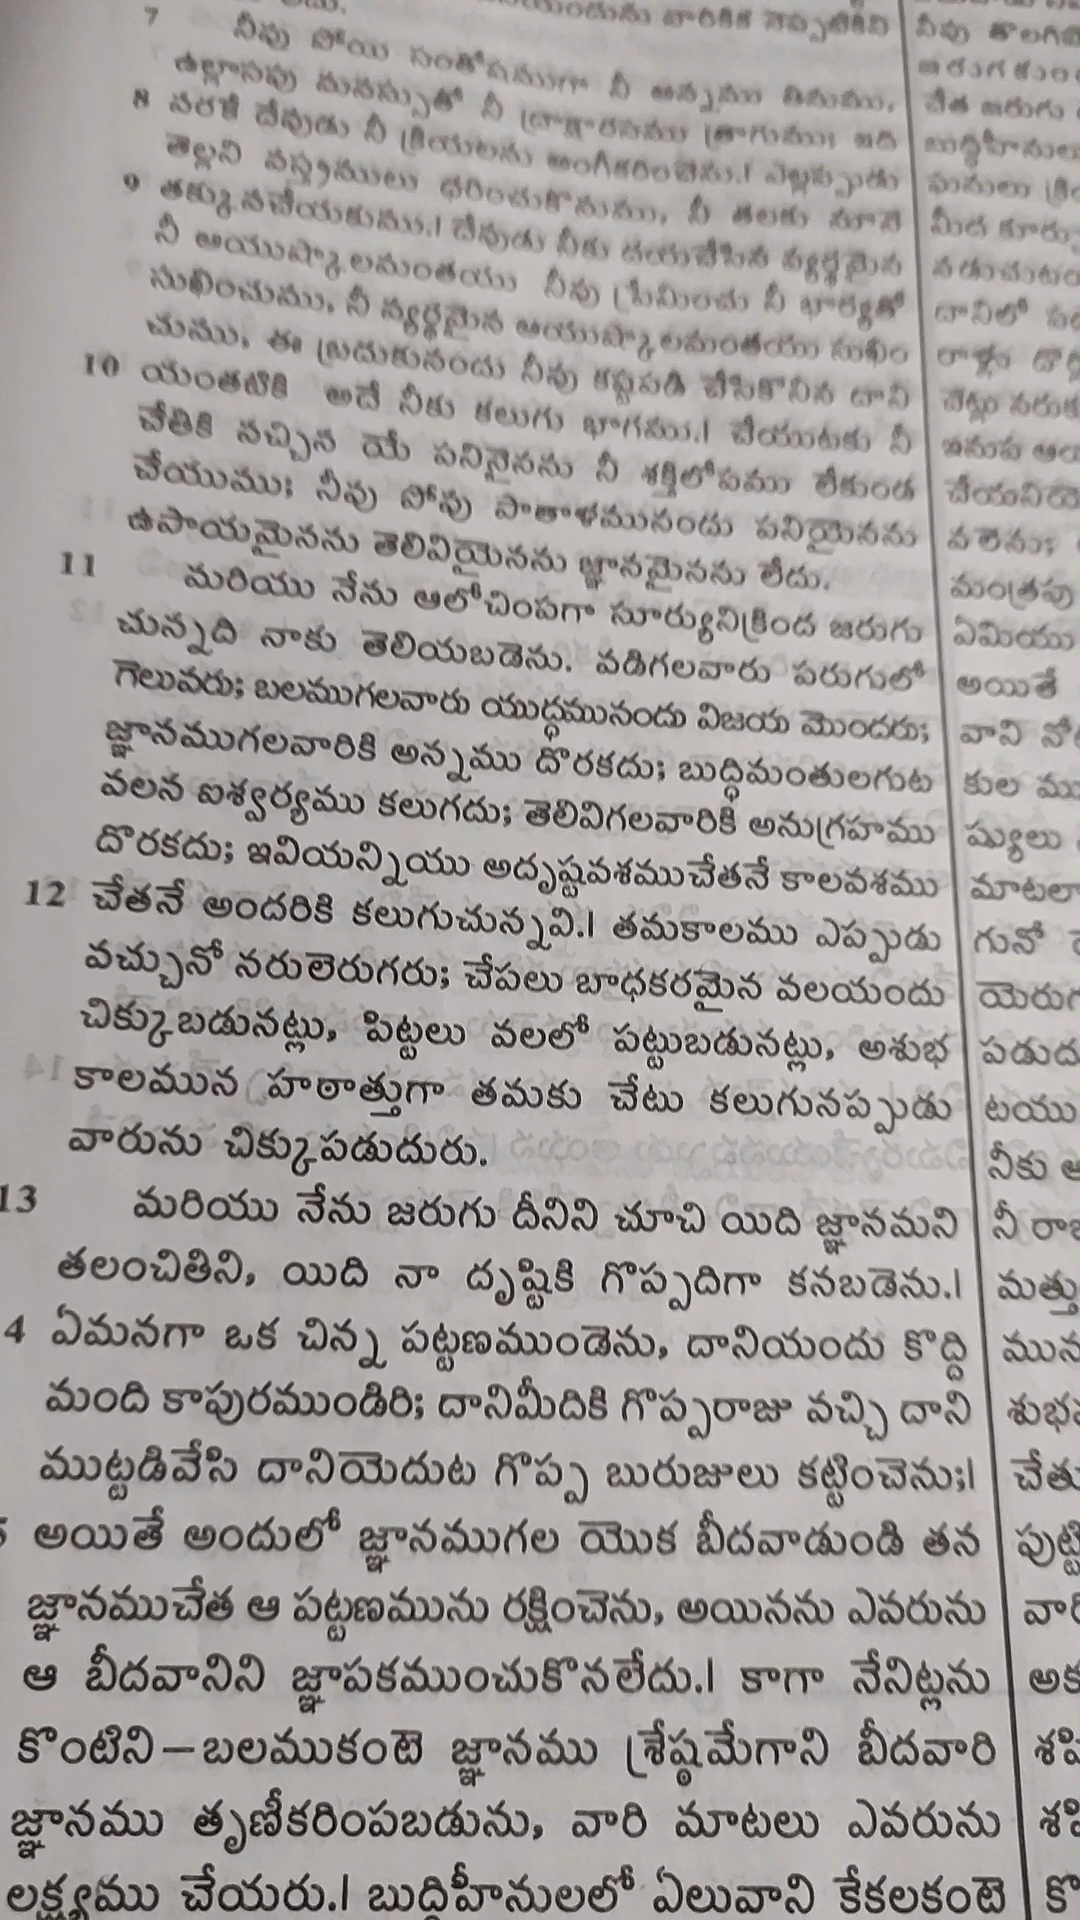 7 నీవు పోయి సంతోషముగా నీ అన్నము తినుము,
ఉల్లాసపు మనస్సుతో నీ ద్రాక్షారసము త్రాగుము; ఇది
8 వరకే దేవుడు నీ క్రియలను అంగీకరించెను.| ఎల్లప్పుడు
తెల్లని వస్త్రములు ధరించుకొనుము, నీ తలకు నూనె
9 తక్కువచేయకుము.| దేవుడు నీకు దయచేసిన వ్యర్థమైన
నీ ఆయుష్కాలమంతయు నీవు ప్రేమించు నీ భార్యతో
సుఖించుము, నీ వ్యర్థమైన ఆయుష్కాలమంతయు సుఖిం
చుము, ఈ బ్రదుకునందు నీవు కష్టపడి చేసికొనిన దాని
10 యంతటికి అదే నీకు కలుగు భాగము.| చేయుటకు నీ
చేతికి వచ్చిన యే పనినైనను నీ శక్తిలోపము లేకుండ
చేయుము; నీవు పోవు పాతాళమునందు పనియైనను
ఉపాయమైనను తెలివియైనను జ్ఞానమైనను లేదు.
11 మరియు నేను ఆలోచింపగా సూర్యునిక్రింద జరుగు
చున్నది నాకు తెలియబడెను. వడిగలవారు పరుగులో
గెలువరు; బలముగలవారు యుద్ధమునందు విజయ మొందరు;
జ్ఞానముగలవారికి అన్నము దొరకదు; బుద్ధిమంతులగుట
వలన ఐశ్వర్యము కలుగదు; తెలివిగలవారికి అనుగ్రహము
దొరకదు; ఇవియన్నియు అదృష్టవశముచేతనే కాలవశము
12 చేతనే అందరికి కలుగుచున్నవి.| తమకాలము ఎప్పుడు
వచ్చునో నరులెరుగరు; చేపలు బాధకరమైన వలయందు
చిక్కుబడునట్లు, పిట్టలు వలలో పట్టుబడునట్లు, అశుభ
కాలమున హఠాత్తుగా తమకు చేటు కలుగునప్పుడు
వారును చిక్కుపడుదురు.
13 మరియు నేను జరుగు దీనిని చూచి యిది జ్ఞానమని
తలంచితిని, యిది నా దృష్టికి గొప్పదిగా కనబడెను.|
4 ఏమనగా ఒక చిన్న పట్టణముండెను, దానియందు కొద్ది
మంది కాపురముండిరి; దానిమీదికి గొప్పరాజు వచ్చి దాని
ముట్టడివేసి దానియెదుట గొప్ప బురుజులు కట్టించెను;|
అయితే అందులో జ్ఞానముగల యొక బీదవాడుండి తన
జ్ఞానముచేత ఆ పట్టణమును రక్షించెను, అయినను ఎవరును
ఆ బీదవానిని జ్ఞాపకముంచుకొనలేదు.| కాగా నేనిట్లను
కొంటిని—బలముకంటె జ్ఞానము శ్రేష్ఠమేగాని బీదవారి
జ్ఞానము తృణీకరింపబడును, వారి మాటలు ఎవరును
లక్ష్యము చేయరు.| బుద్ధిహీనులలో ఏలువాని కేకలకంటె
నీవు
చేత జరుగు
మీద
దానిలో
మంత్రపు
ఏమియు
అయితే
వాని
కుల
ష్యులు
గునో
నీకు
నీ